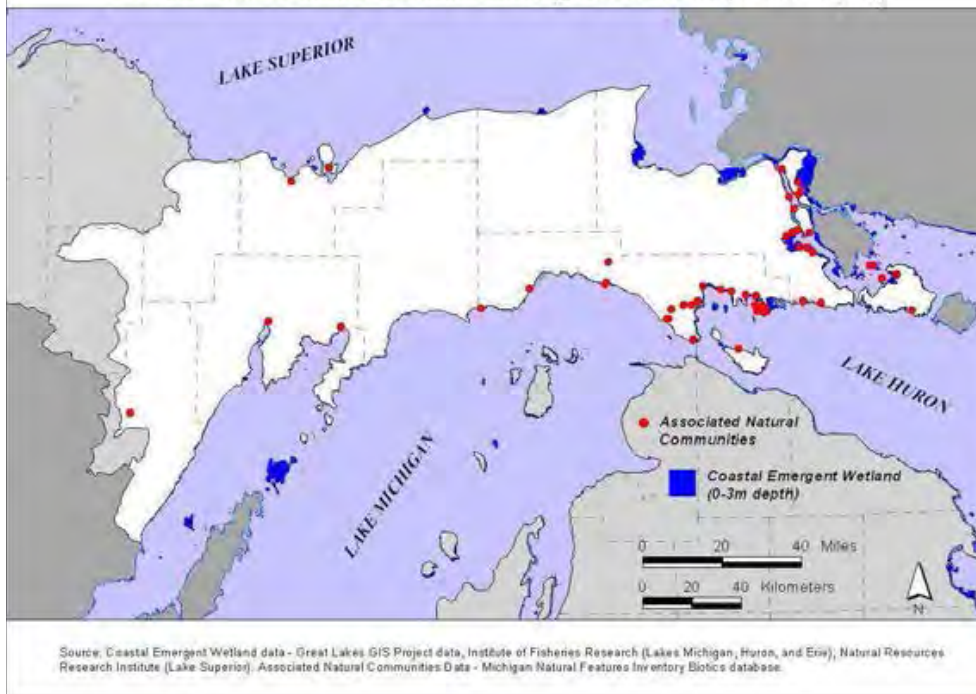 LAKE SUPERIOR
LAKE HURON
LAKE MICHIGAN
Associated Natural
Communities
Coastal Emergent Wetland
(0-3m depth)
0 20 40 Miles
0 20 40 Kilometers
N
Source: Coastal Emergent Wetland data - Great Lakes GIS Project data, Institute of Fisheries Research (Lakes Michigan, Huron, and Erie), Natural Resources
Research Institute (Lake Superior). Associated Natural Communities Data - Michigan Natural Features Inventory Biotics database.